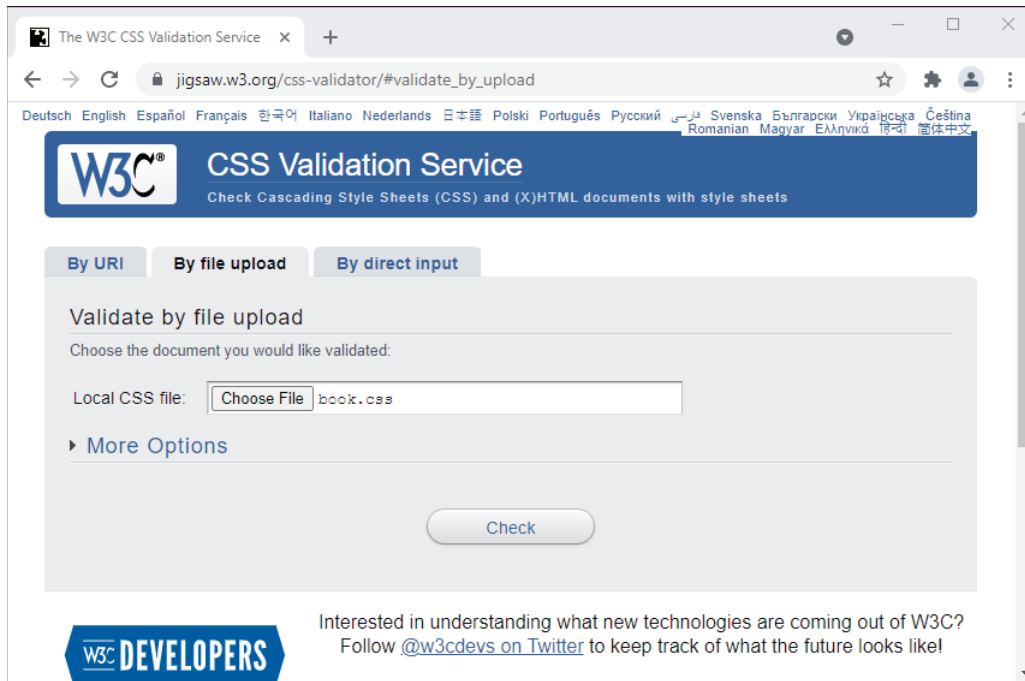 The W3C CSS Validation Service
jigsaw.w3.org/css-validator/#validate_by_upload
Deutsch English Español Français 한국어 Italiano Nederlands 日本語 Polski Português Русский فارسی Svenska Български Українська Čeština
Romanian Magyar Ελληνικά हिन्दी 简体中文
W3C® CSS Validation Service
Check Cascading Style Sheets (CSS) and (X)HTML documents with style sheets
By URI By file upload By direct input
Validate by file upload
Choose the document you would like validated:
Local CSS file: Choose File book.css
More Options
Check
Interested in understanding what new technologies are coming out of W3C?
W3C DEVELOPERS Follow @w3cdevs on Twitter to keep track of what the future looks like!